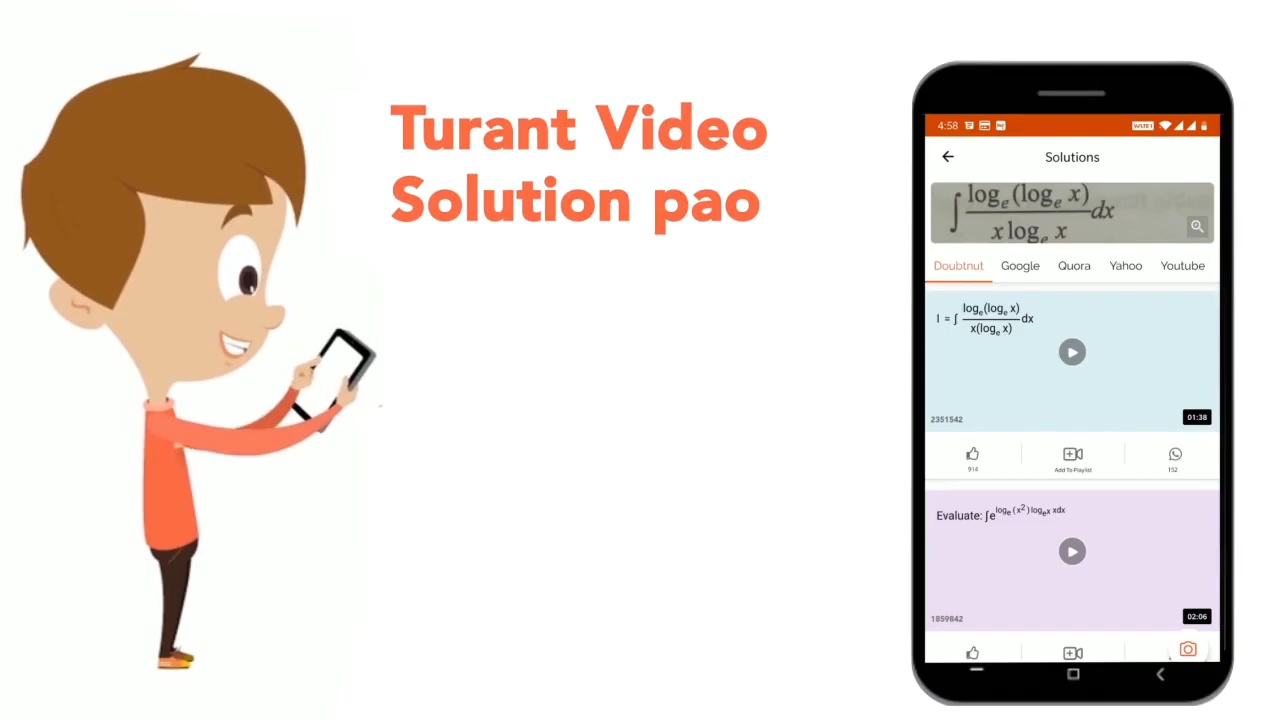 Turant Video
Solution pao
4:58
Solutions
∫ logₑ(logₑ x) / x logₑ x dx
Doubtnut Google Quora Yahoo Youtube
I = ∫ logₑ(logₑ x) / x(logₑ x) dx
2351542 01:38
914 Add To Playlist 152
Evaluate: ∫e^logₑ(x²)logₑx xdx
1859842 02:06